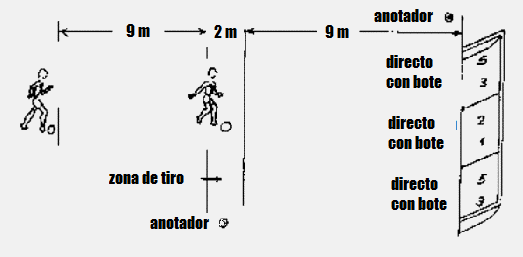 anotador
9 m 2 m 9 m
directo 5
con bote 3
directo 2
con bote 1
zona de tiro
directo 5
con bote 3
anotador